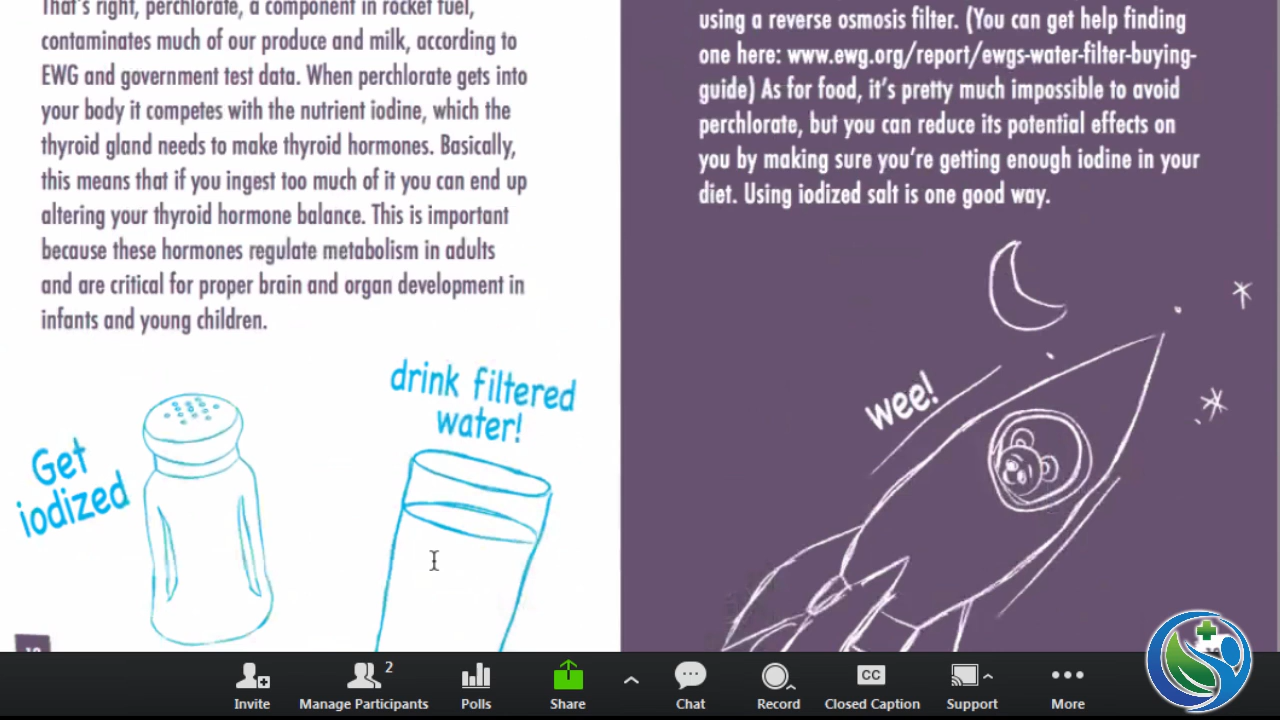 That's right, perchlorate, a component in rocket fuel,
contaminates much of our produce and milk, according to
EWG and government test data. When perchlorate gets into
your body it competes with the nutrient iodine, which the
thyroid gland needs to make thyroid hormones. Basically,
this means that if you ingest too much of it you can end up
altering your thyroid hormone balance. This is important
because these hormones regulate metabolism in adults
and are critical for proper brain and organ development in
infants and young children.
Get
iodized
drink filtered
water!
using a reverse osmosis filter. (You can get help finding
one here: www.ewg.org/report/ewgs-water-filter-buying-
guide) As for food, it's pretty much impossible to avoid
perchlorate, but you can reduce its potential effects on
you by making sure you're getting enough iodine in your
diet. Using iodized salt is one good way.
wee!
Invite
Manage Participants
2
Polls
Share
Chat
Record
CC
Closed Caption
Support
More